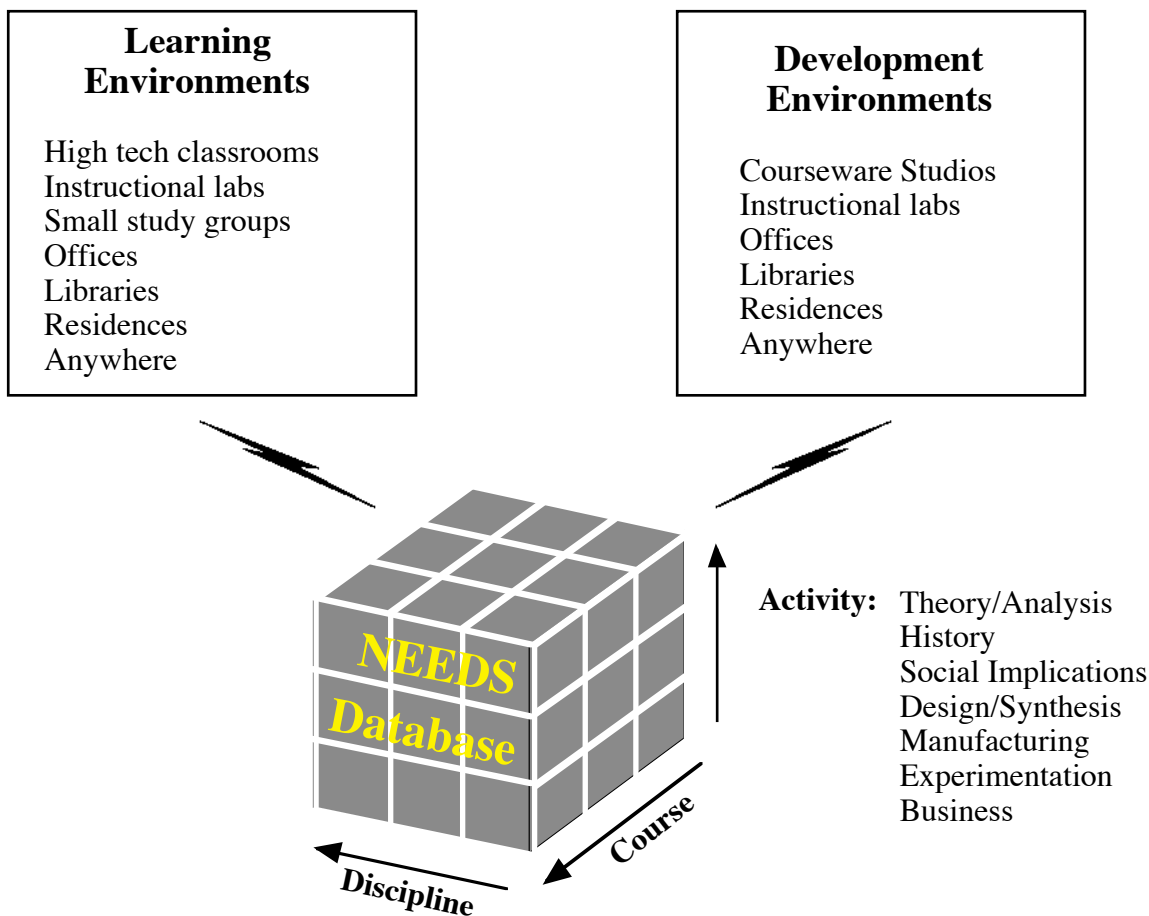 Learning
Environments
High tech classrooms
Instructional labs
Small study groups
Offices
Libraries
Residences
Anywhere
Development
Environments
Courseware Studios
Instructional labs
Offices
Libraries
Residences
Anywhere
NEEDS
Database
Activity: Theory/Analysis
History
Social Implications
Design/Synthesis
Manufacturing
Experimentation
Business
Course
Discipline